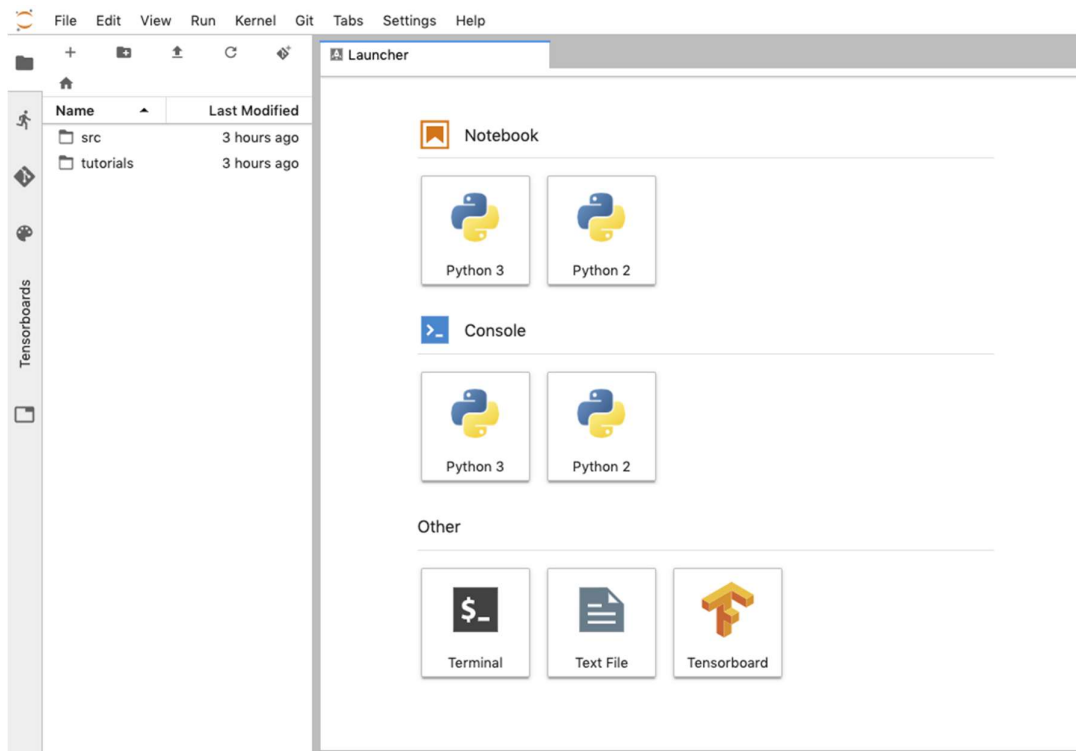 File Edit View Run Kernel Git Tabs Settings Help
Launcher
Name Last Modified
src 3 hours ago
tutorials 3 hours ago
Tensorboards
Notebook
Python 3 Python 2
Console
>_
Python 3 Python 2
Other
$_
Terminal Text File Tensorboard